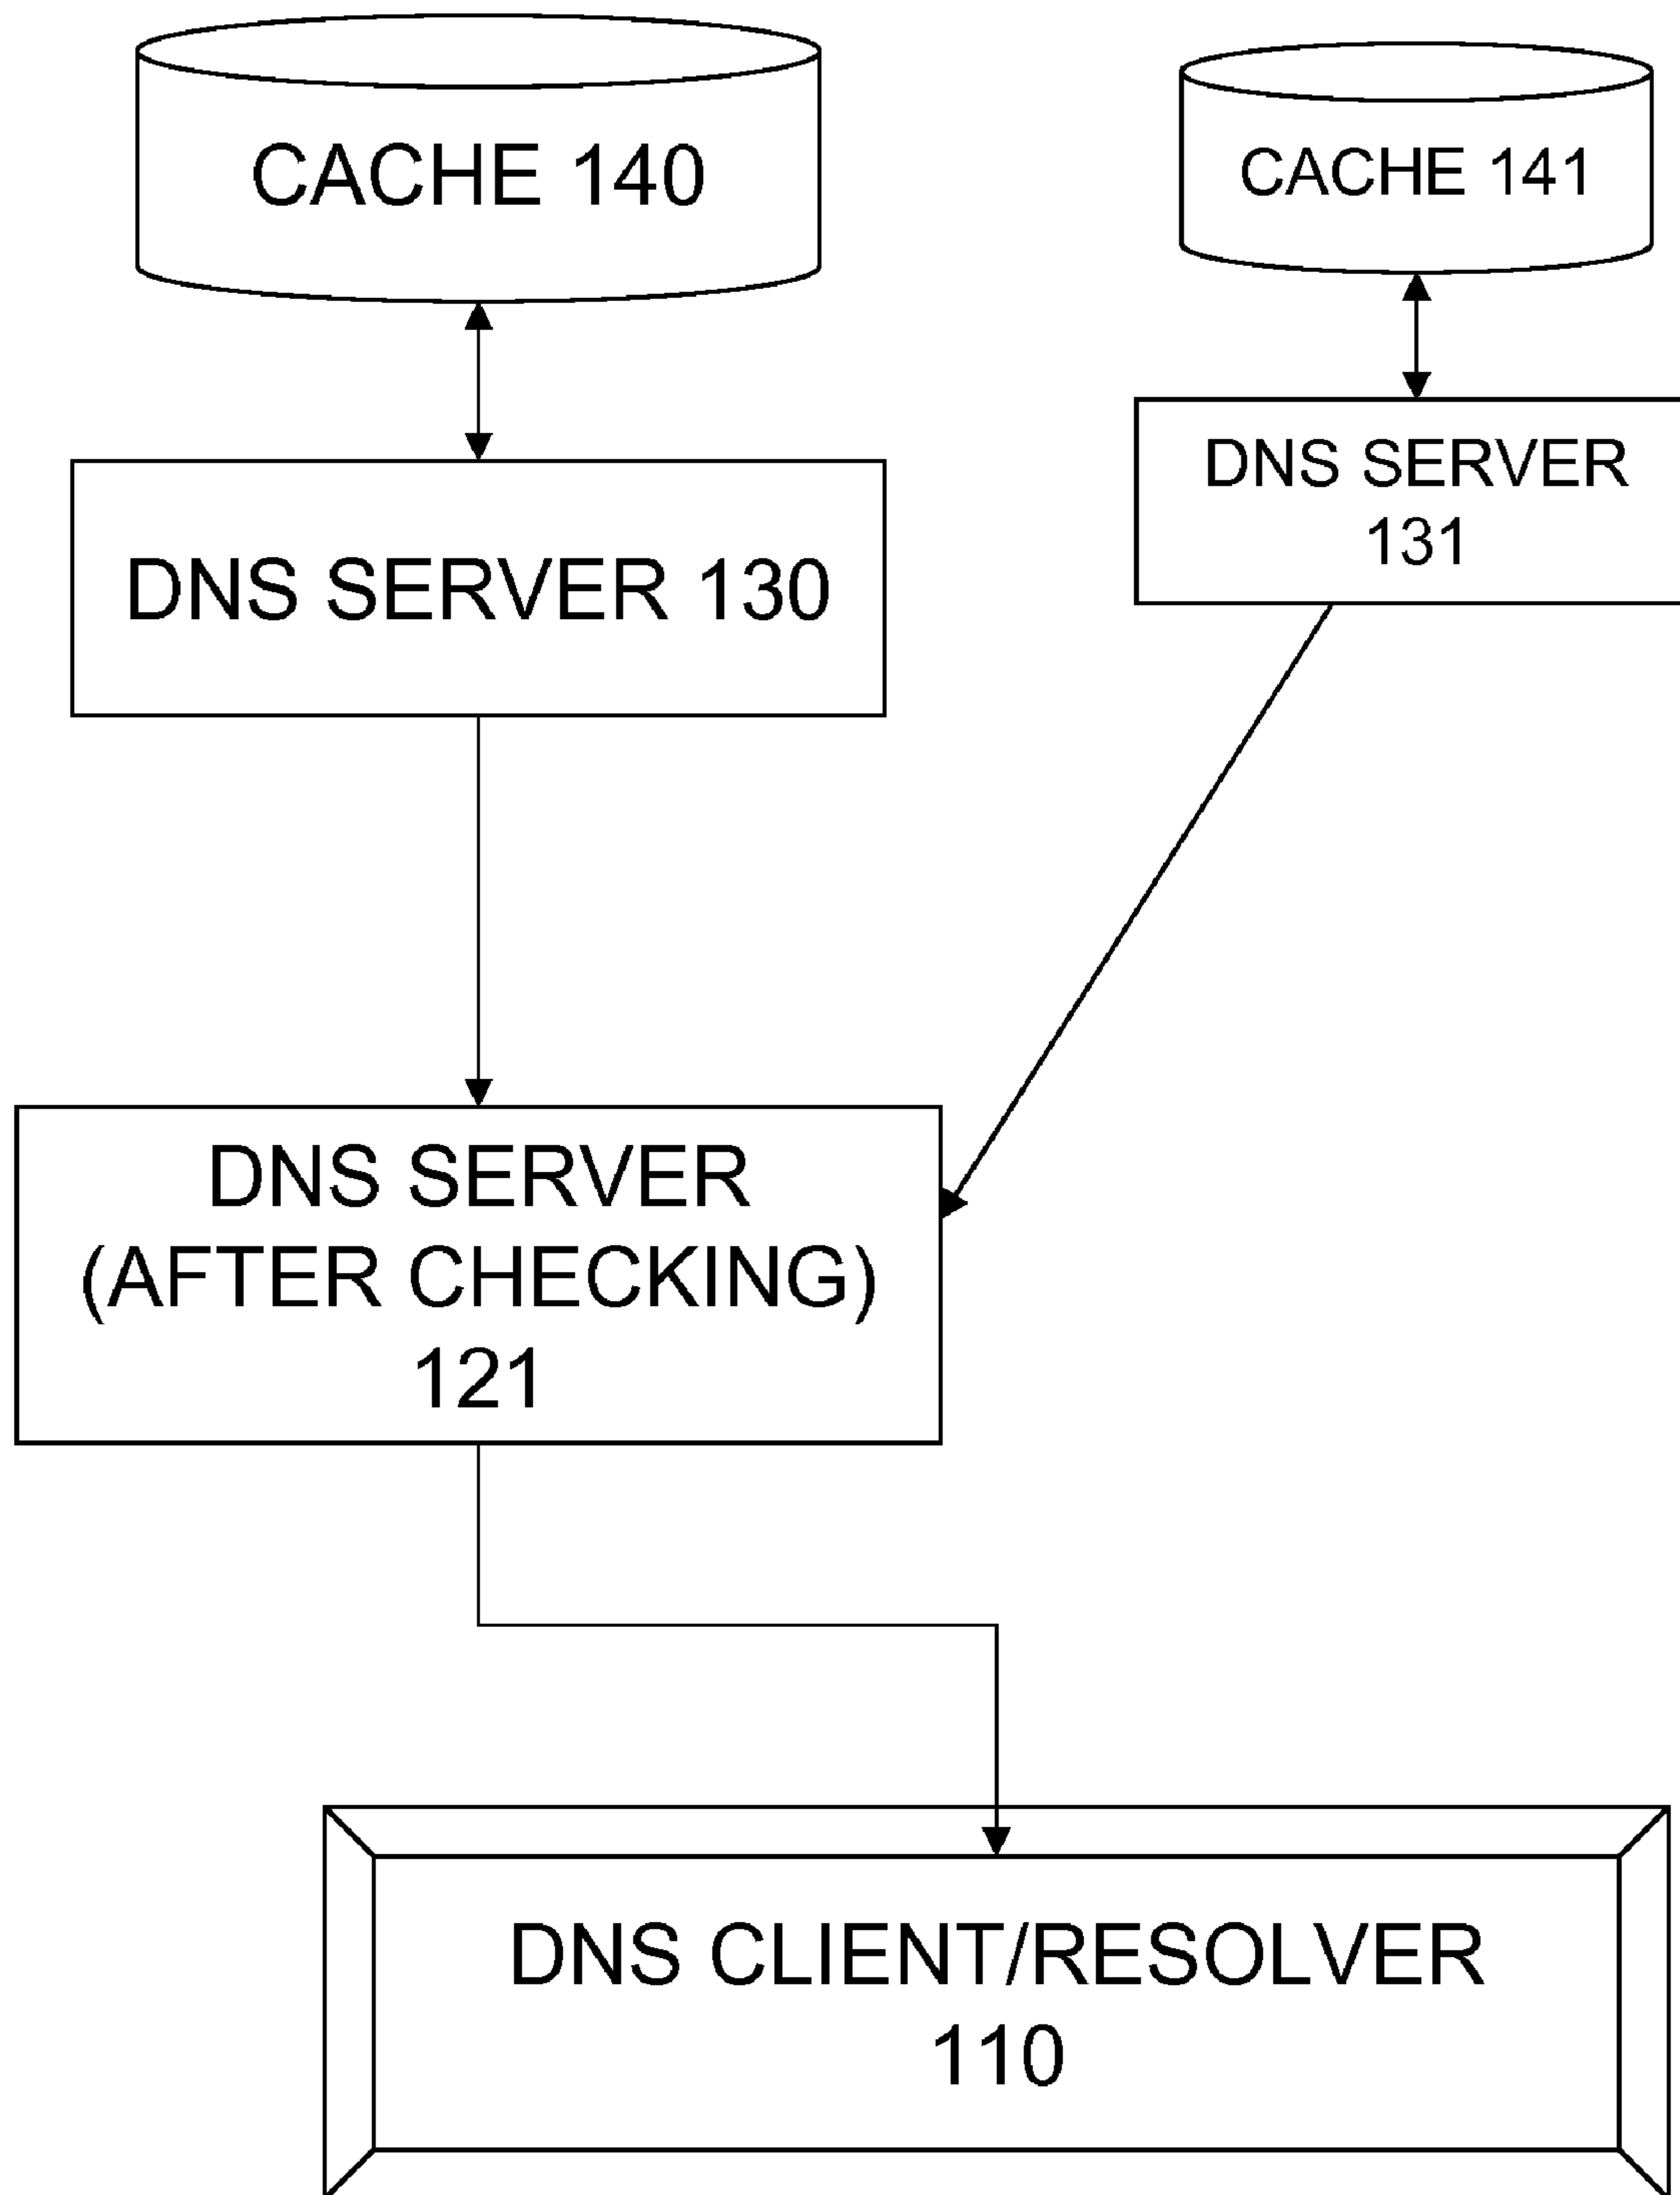 CACHE 140
CACHE 141
DNS SERVER 130
DNS SERVER
131
DNS SERVER
(AFTER CHECKING)
121
DNS CLIENT/RESOLVER
110